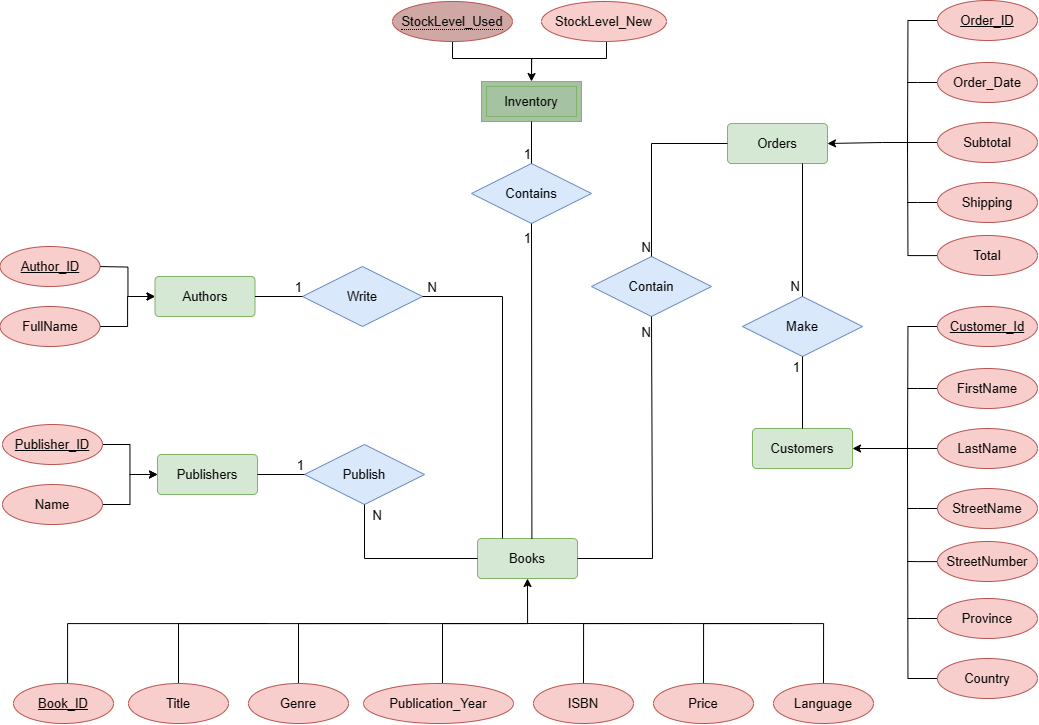 StockLevel_Used
StockLevel_New
Order_ID
Order_Date
Subtotal
Shipping
Total
Inventory
Orders
1
Contains
1
N
Contain
N
N
Make
1
Author_ID
FullName
Authors
1
Write
N
Customer_Id
FirstName
LastName
StreetName
StreetNumber
Province
Country
Customers
Publisher_ID
Name
Publishers
1
Publish
N
Books
Book_ID
Title
Genre
Publication_Year
ISBN
Price
Language